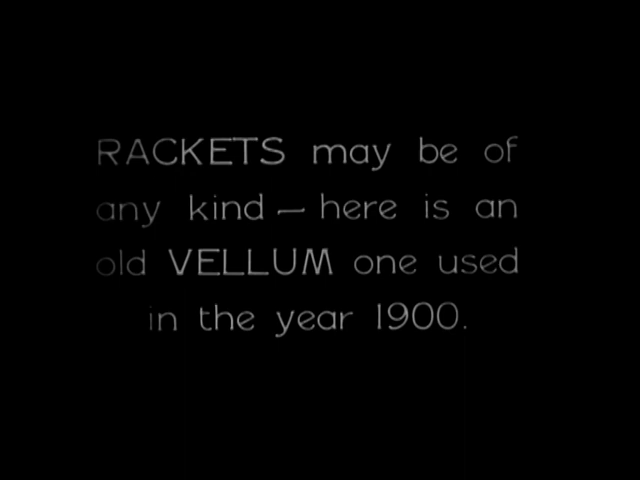 RACKETS may be of
any kind — here is an
old VELLUM one used
in the year 1900.